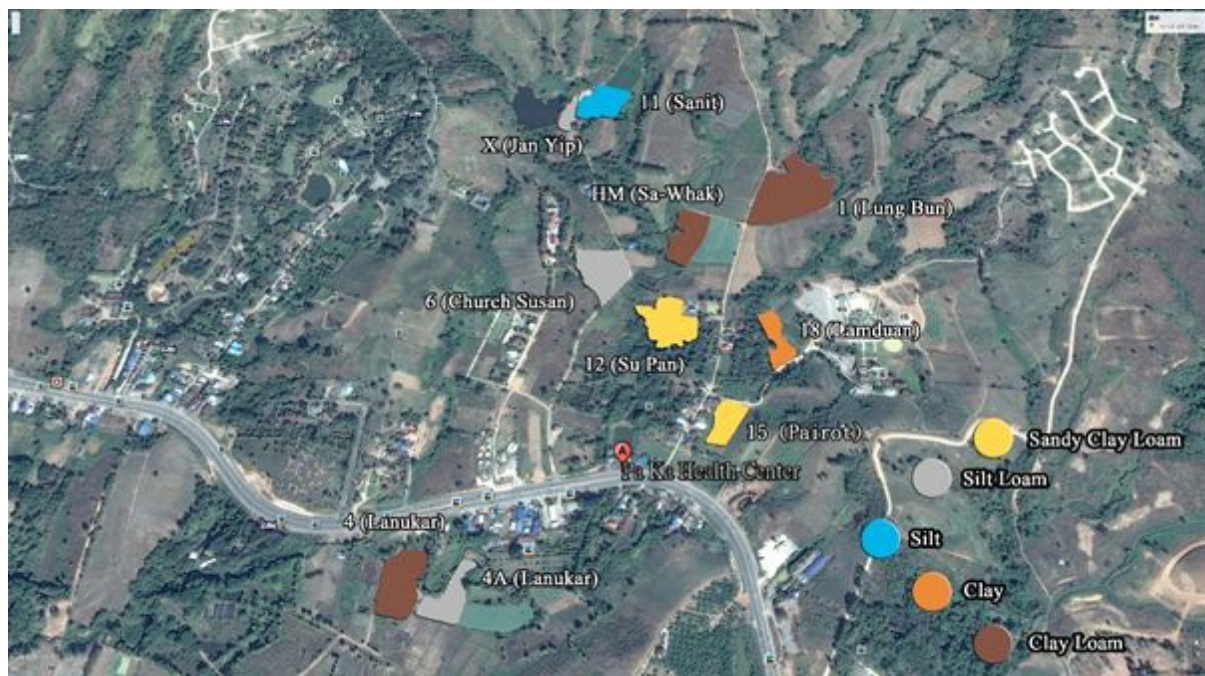 11 (Sanit)
X (Jan Yip)
HM (Sa-Whak)
1 (Lung Bun)
6 (Church Susan)
18 (Lamduan)
12 (Su Pan)
15 (Pairot)
A
Pa Ka Health Center
Sandy Clay Loam
Silt Loam
4 (Lanukar)
Silt
4A (Lanukar)
Clay
Clay Loam